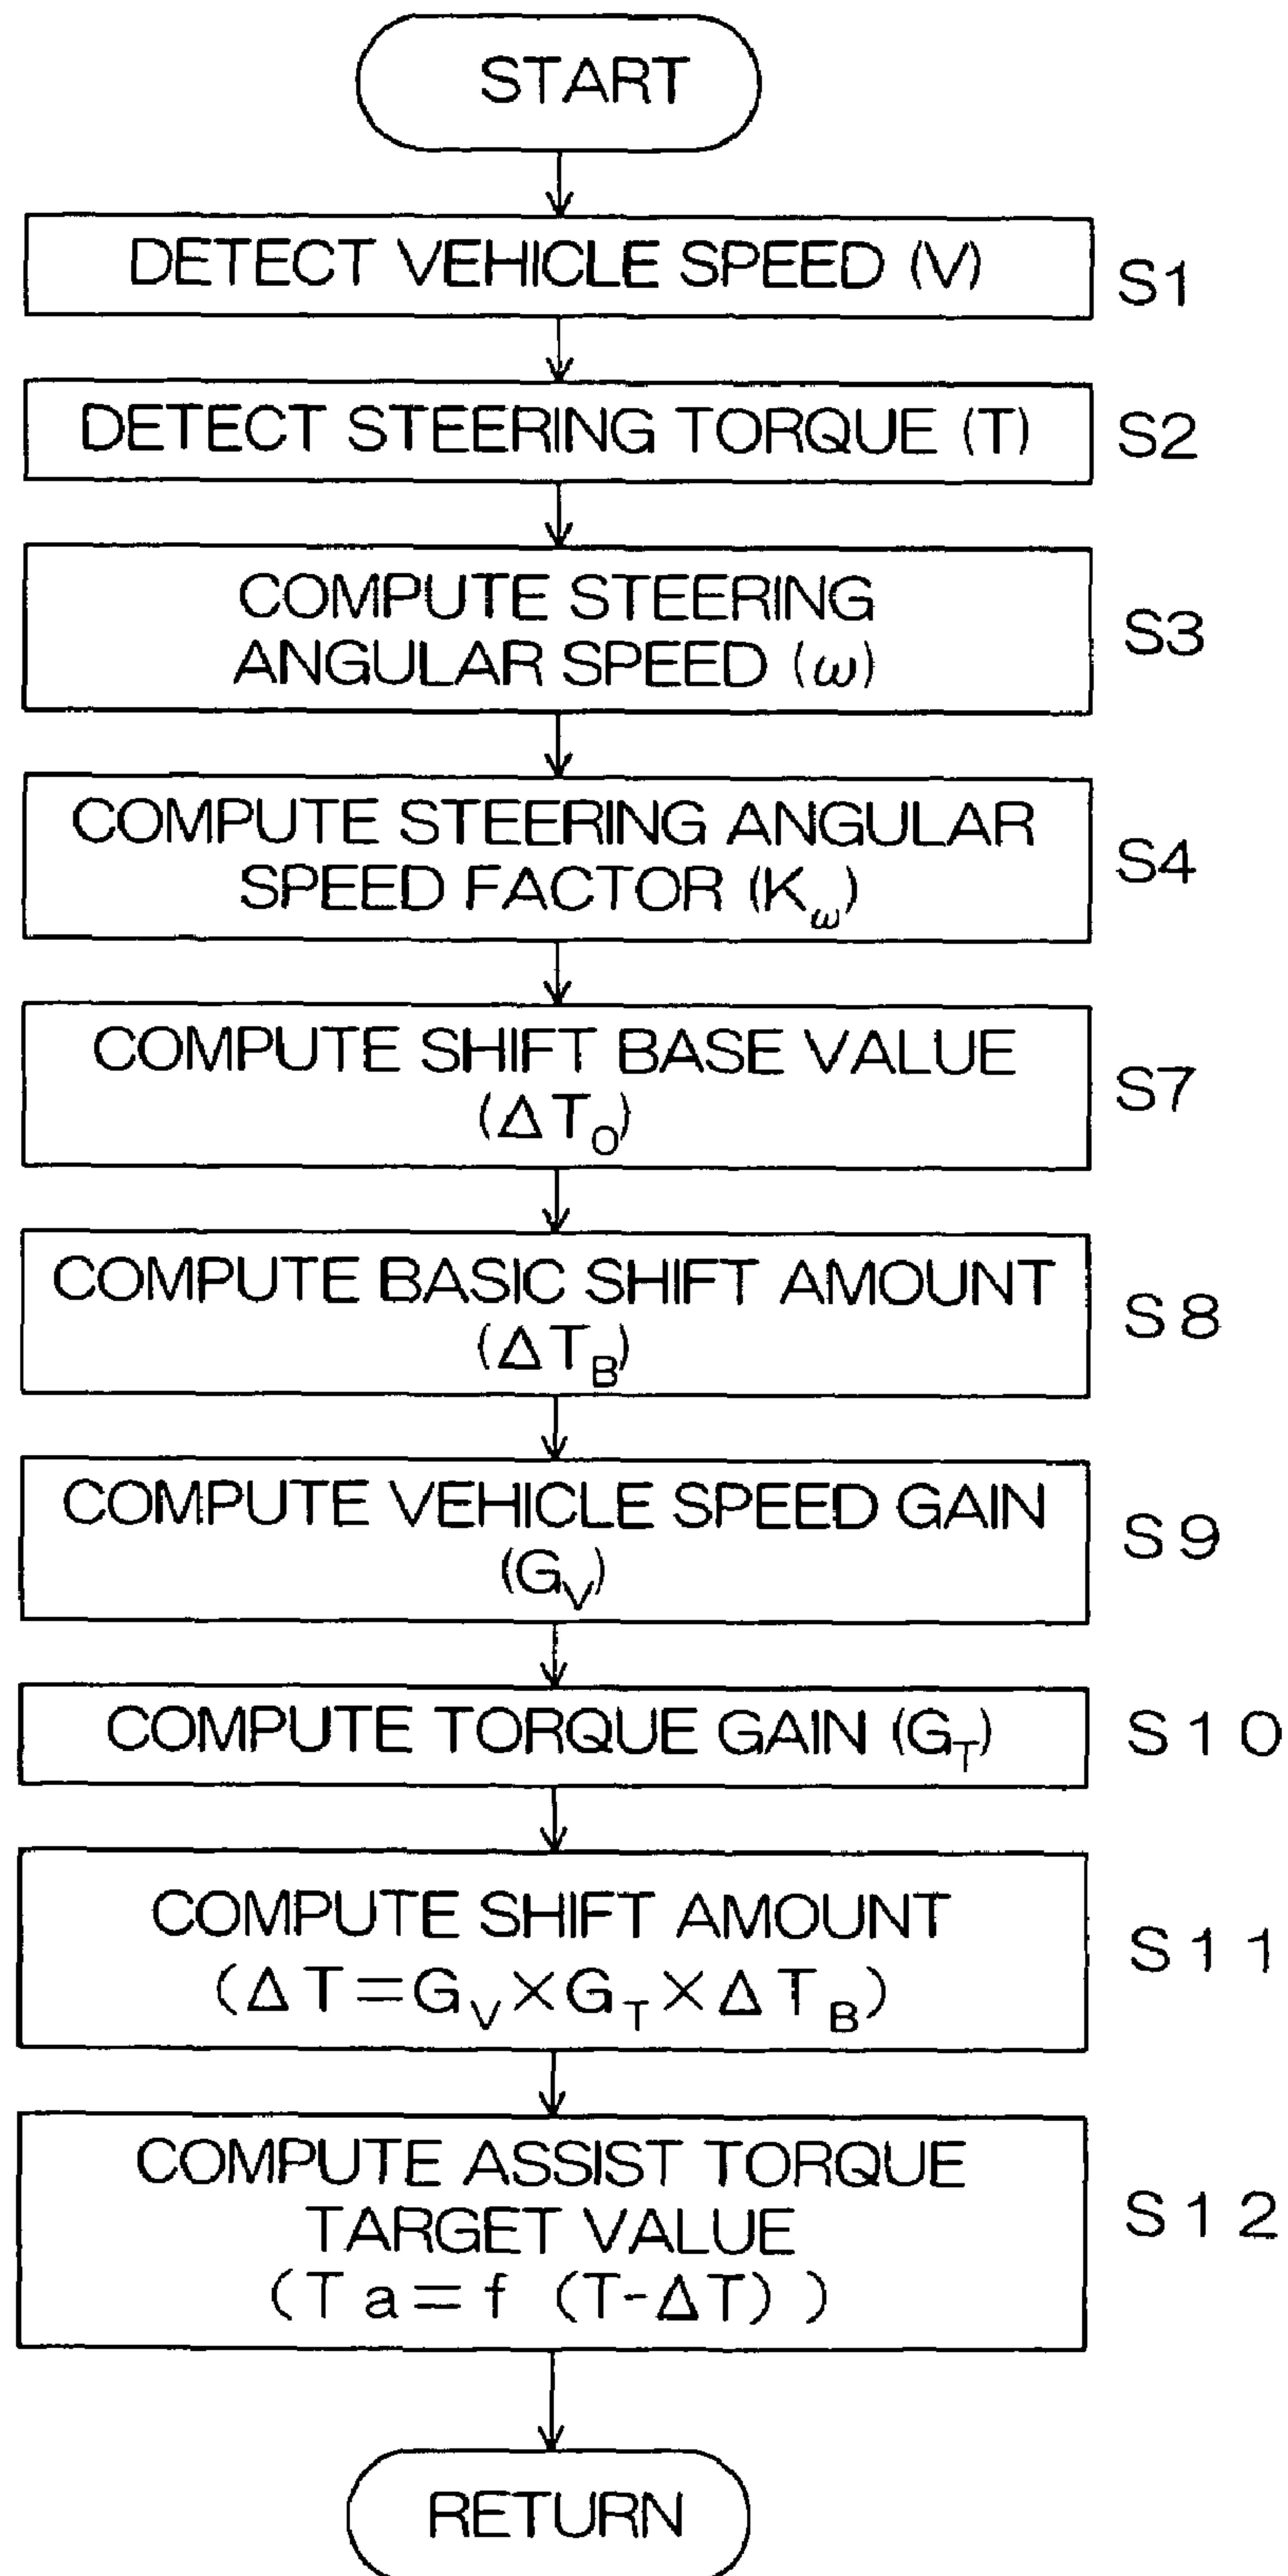 START
DETECT VEHICLE SPEED (V)
S1
DETECT STEERING TORQUE (T)
S2
COMPUTE STEERING
ANGULAR SPEED (ω)
S3
COMPUTE STEERING ANGULAR
SPEED FACTOR (Kω)
S4
COMPUTE SHIFT BASE VALUE
(ΔTO)
S7
COMPUTE BASIC SHIFT AMOUNT
(ΔTB)
S8
COMPUTE VEHICLE SPEED GAIN
(GV)
S9
COMPUTE TORQUE GAIN (GT)
S10
COMPUTE SHIFT AMOUNT
(ΔT=GV×GT×ΔTB)
S11
COMPUTE ASSIST TORQUE
TARGET VALUE
(Ta=f (T-ΔT))
S12
RETURN